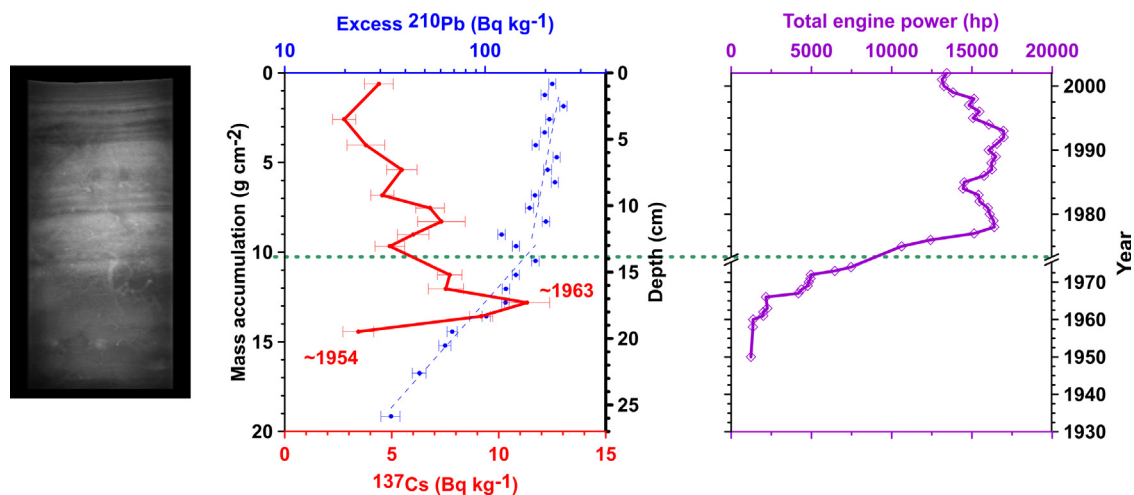 Excess 210Pb (Bq kg-1)
10 100
0 5 10 15 20
Mass accumulation (g cm-2)
0 5 10 15 20 25
Depth (cm)
~1963
~1954
0 5 10 15
137Cs (Bq kg-1)
Total engine power (hp)
0 5000 10000 15000 20000
2000
1990
1980
1970
1960
1950
1940
1930
Year